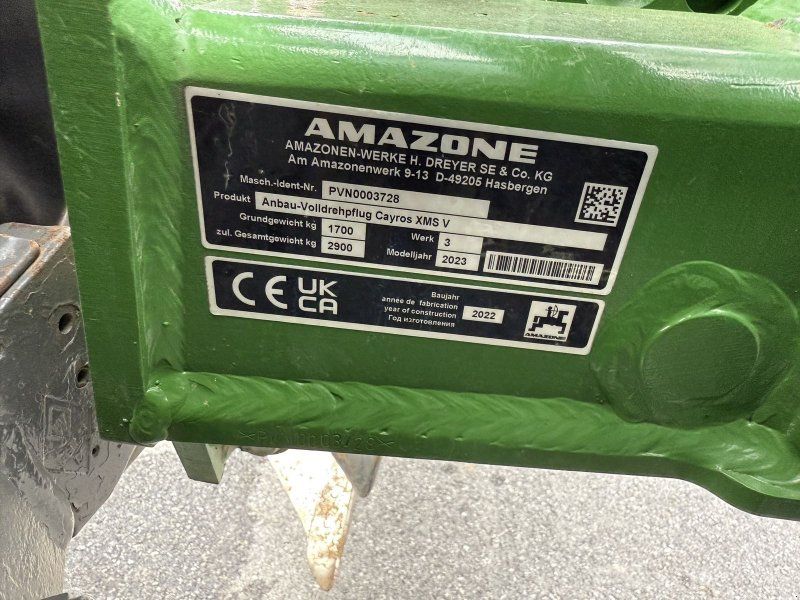 AMAZONE
AMAZONEN-WERKE H. DREYER SE & Co. KG
Am Amazonenwerk 9-13 D-49205 Hasbergen
Masch.-Ident-Nr. PVN0003728
Produkt Anbau-Volldrehpflug Cayros XMS V
Grundgewicht kg 1700 Werk 3
zul. Gesamtgewicht kg 2900 Modelljahr 2023
CE UK CA
Baujahr
année de fabrication
year of construction 2022
Год изготовления
AMAZONE